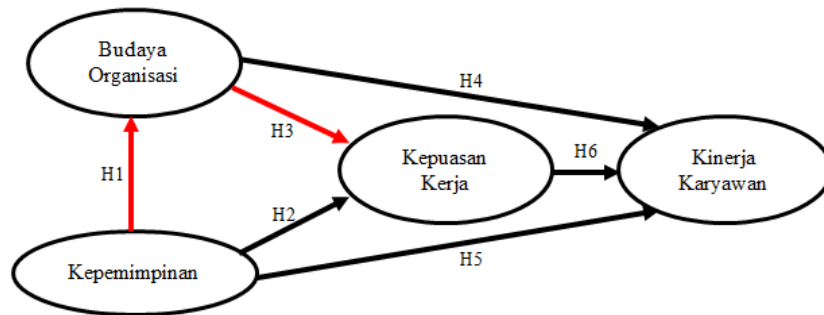 Budaya
Organisasi
H4
H3
H1
Kepuasan
Kerja
H6
Kinerja
Karyawan
H2
Kepemimpinan
H5